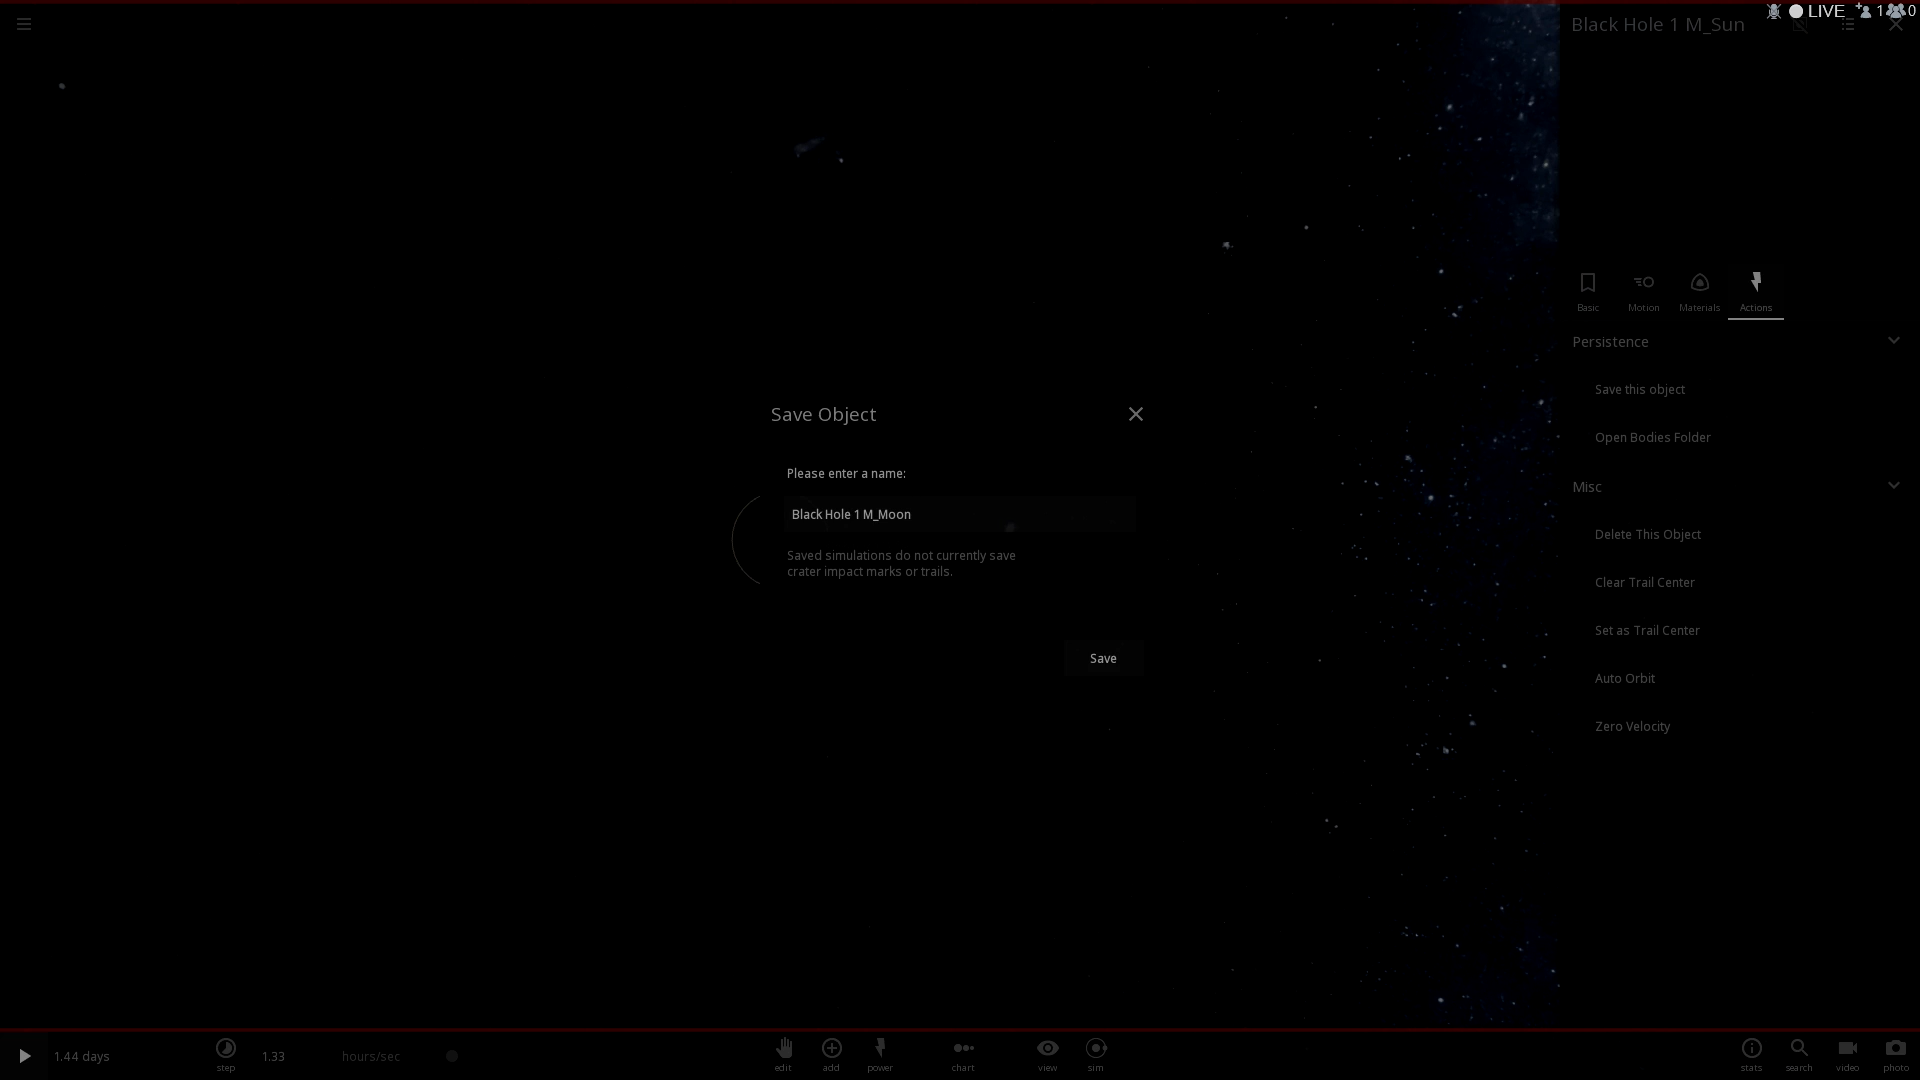 LIVE 1 0
Black Hole 1 M_Sun
Basic Motion Materials Actions
Persistence
Save this object
Open Bodies Folder
Misc
Delete This Object
Clear Trail Center
Set as Trail Center
Auto Orbit
Zero Velocity
Save Object
Please enter a name:
Black Hole 1 M_Moon
Saved simulations do not currently save
crater impact marks or trails.
Save
1.44 days step 1.33 hours/sec edit add power chart view sim stats search video photo